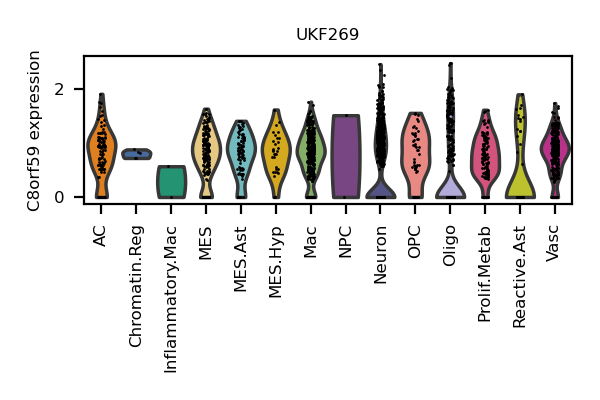 UKF269
C8orf59 expression
2
0
AC
Chromatin.Reg
Inflammatory.Mac
MES
MES.Ast
MES.Hyp
Mac
NPC
Neuron
OPC
Oligo
Prolif.Metab
Reactive.Ast
Vasc